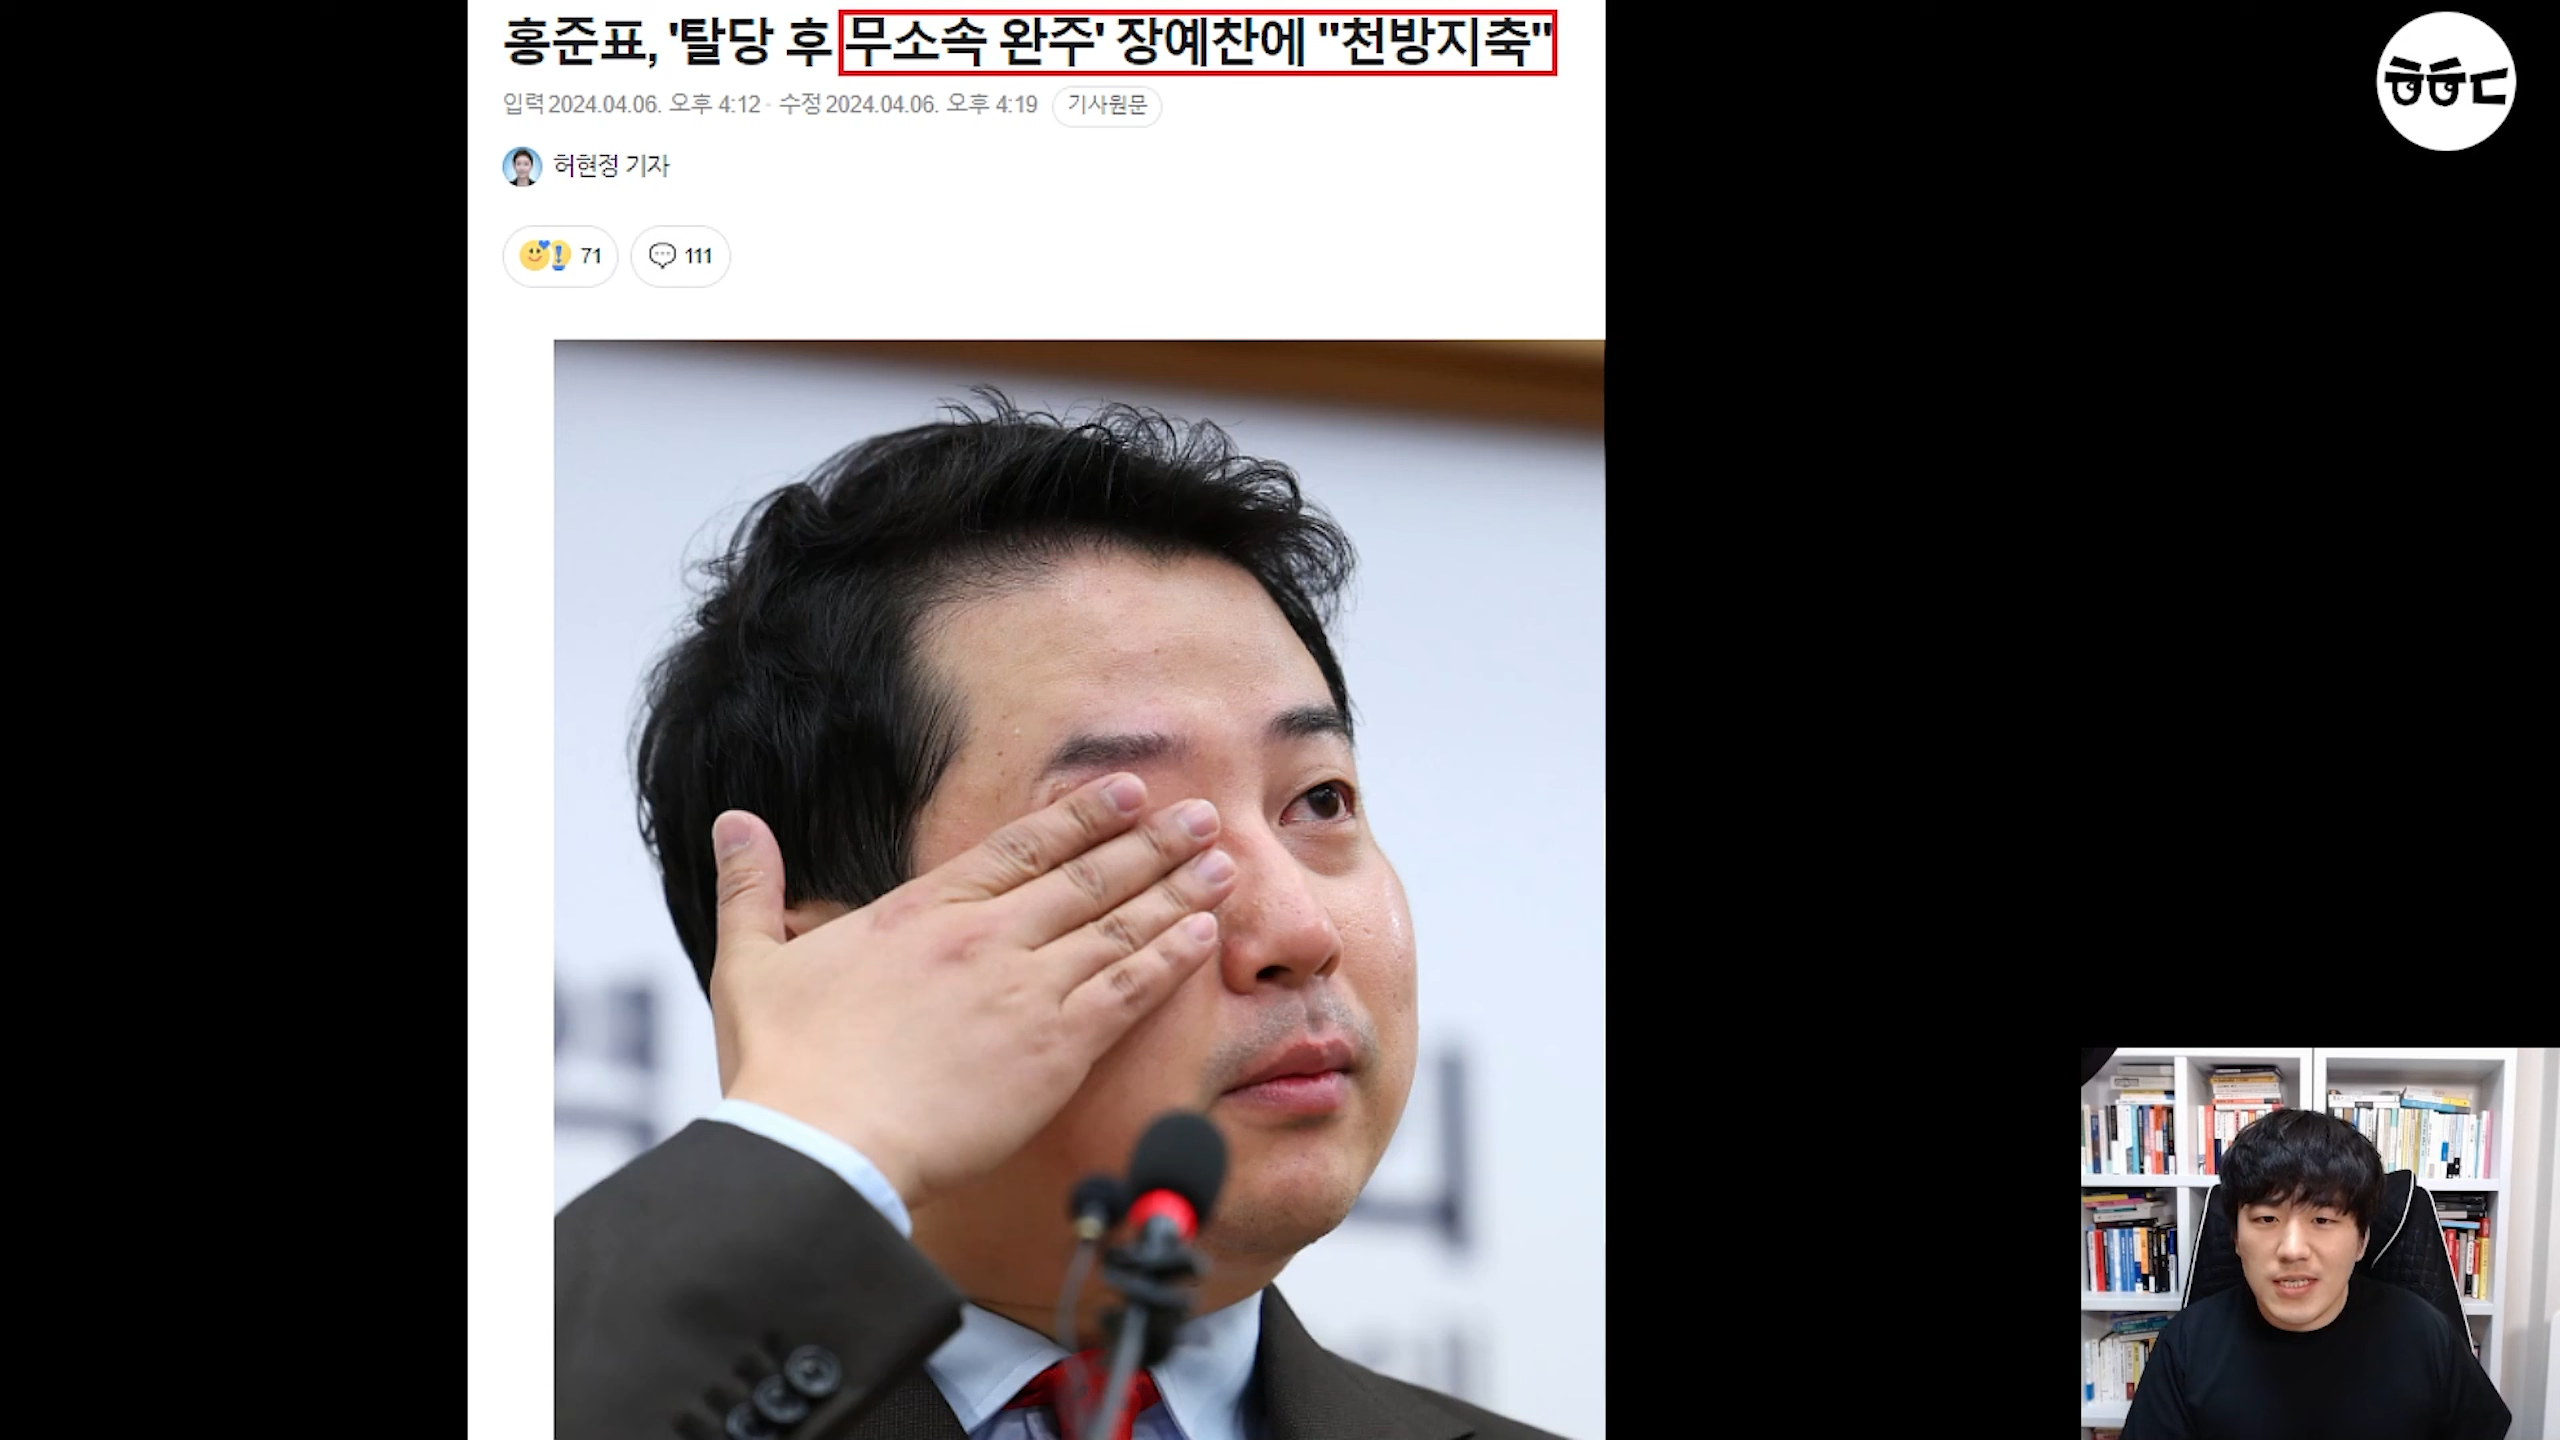 홍준표, '탈당 후 무소속 완주' 장예찬에 "천방지축"
입력 2024.04.06. 오후 4:12 · 수정 2024.04.06. 오후 4:19 기사원문
허현정 기자
71 111
ㅎㅎㄷ